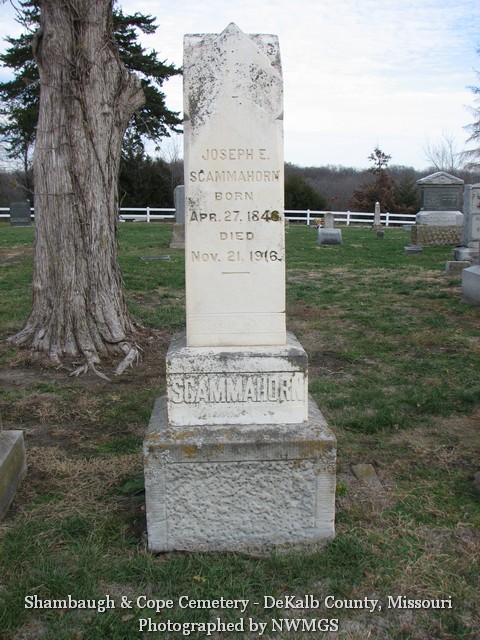 JOSEPH E.
SCAMMAHORN
BORN
APR. 27. 1846.
DIED
NOV. 21. 1916.
SCAMMAHORN
Shambaugh & Cope Cemetery - DeKalb County, Missouri
Photographed by NWMGS